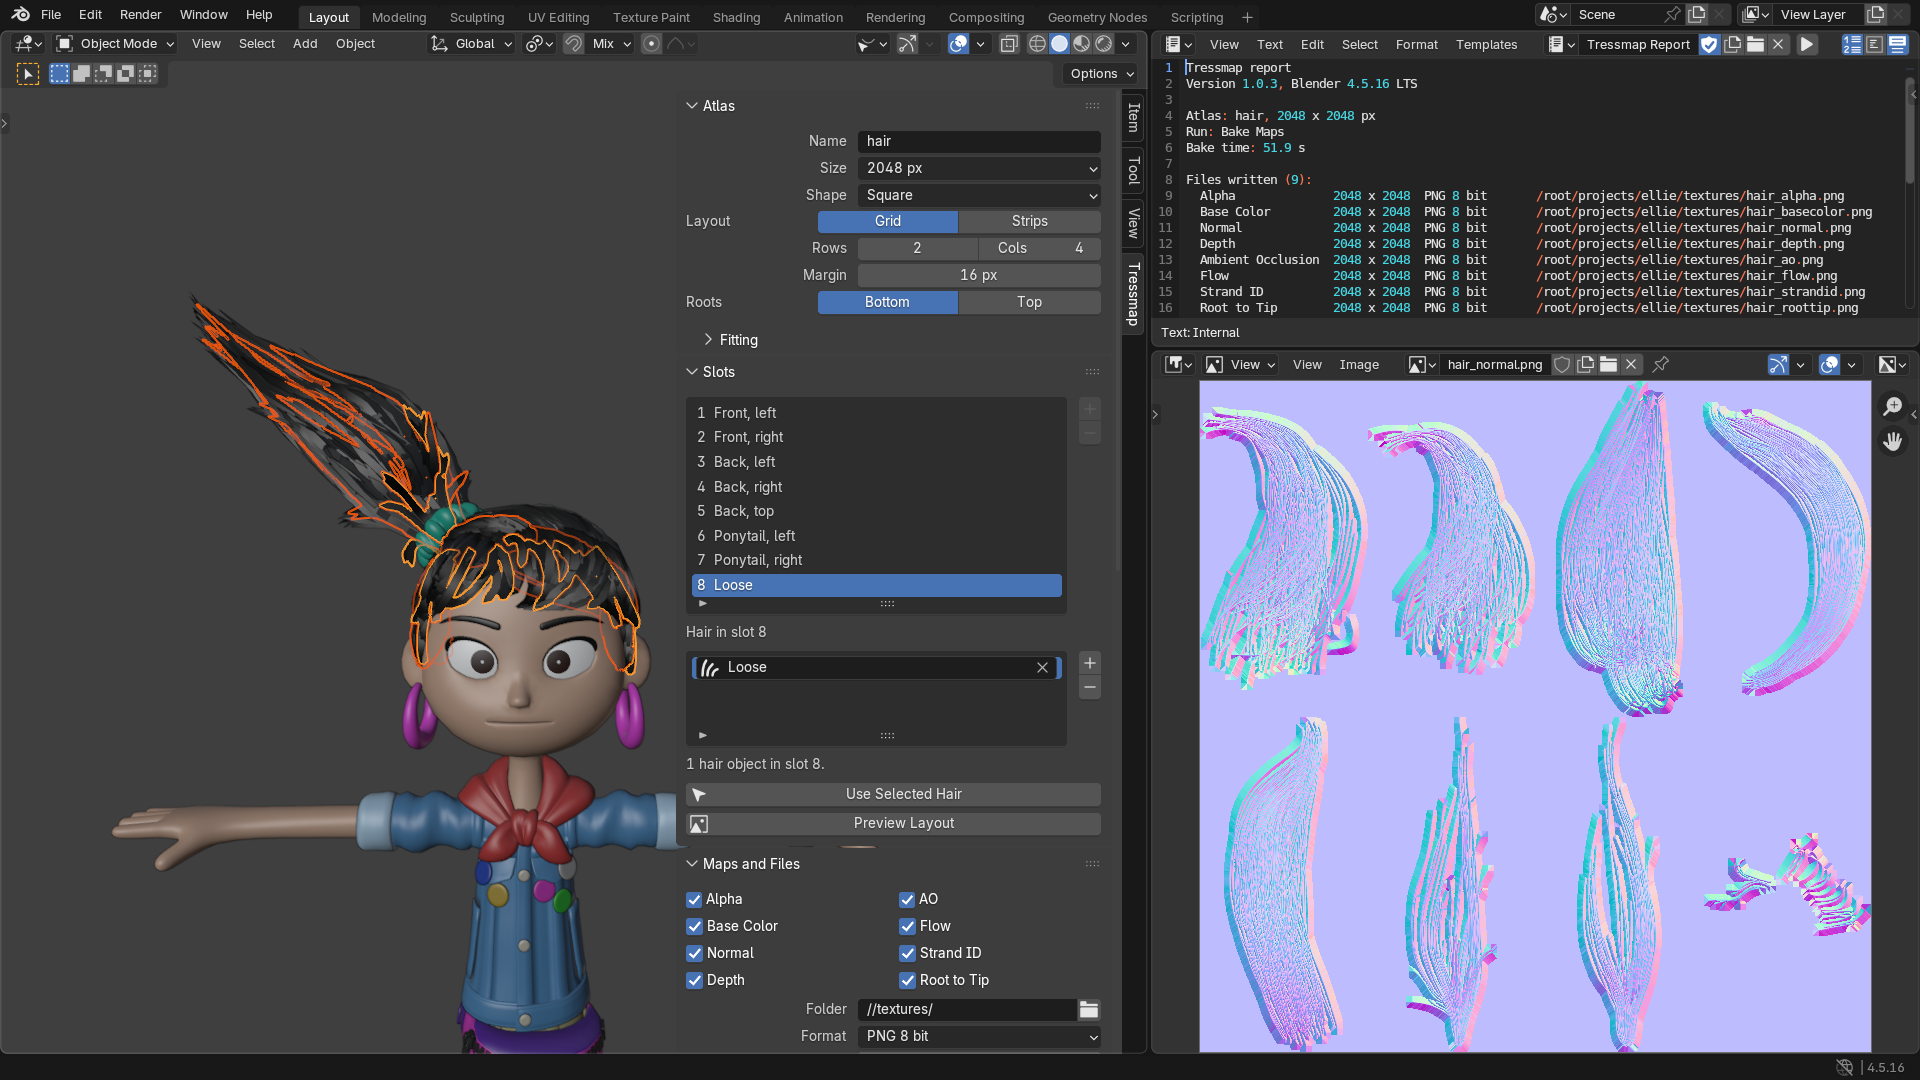 File Edit Render Window Help Layout Modeling Sculpting UV Editing Texture Paint Shading Animation Rendering Compositing Geometry Nodes Scripting + Scene View Layer
Object Mode View Select Add Object Global Mix
Options
Atlas
Name hair
Size 2048 px
Shape Square
Layout Grid Strips
Rows 2 Cols 4
Margin 16 px
Roots Bottom Top
Fitting
Slots
1 Front, left
2 Front, right
3 Back, left
4 Back, right
5 Back, top
6 Ponytail, left
7 Ponytail, right
8 Loose
Hair in slot 8
Loose
1 hair object in slot 8.
Use Selected Hair
Preview Layout
Maps and Files
Alpha AO
Base Color Flow
Normal Strand ID
Depth Root to Tip
Folder //textures/
Format PNG 8 bit
Item
Tool
View
Tressmap
View Text Edit Select Format Templates Tressmap Report
1 Tressmap report
2 Version 1.0.3, Blender 4.5.16 LTS
3
4 Atlas: hair, 2048 x 2048 px
5 Run: Bake Maps
6 Bake time: 51.9 s
7
8 Files written (9):
9 Alpha 2048 x 2048 PNG 8 bit /root/projects/ellie/textures/hair_alpha.png
10 Base Color 2048 x 2048 PNG 8 bit /root/projects/ellie/textures/hair_basecolor.png
11 Normal 2048 x 2048 PNG 8 bit /root/projects/ellie/textures/hair_normal.png
12 Depth 2048 x 2048 PNG 8 bit /root/projects/ellie/textures/hair_depth.png
13 Ambient Occlusion 2048 x 2048 PNG 8 bit /root/projects/ellie/textures/hair_ao.png
14 Flow 2048 x 2048 PNG 8 bit /root/projects/ellie/textures/hair_flow.png
15 Strand ID 2048 x 2048 PNG 8 bit /root/projects/ellie/textures/hair_strandid.png
16 Root to Tip 2048 x 2048 PNG 8 bit /root/projects/ellie/textures/hair_roottip.png
Text: Internal
View View Image hair_normal.png
4.5.16